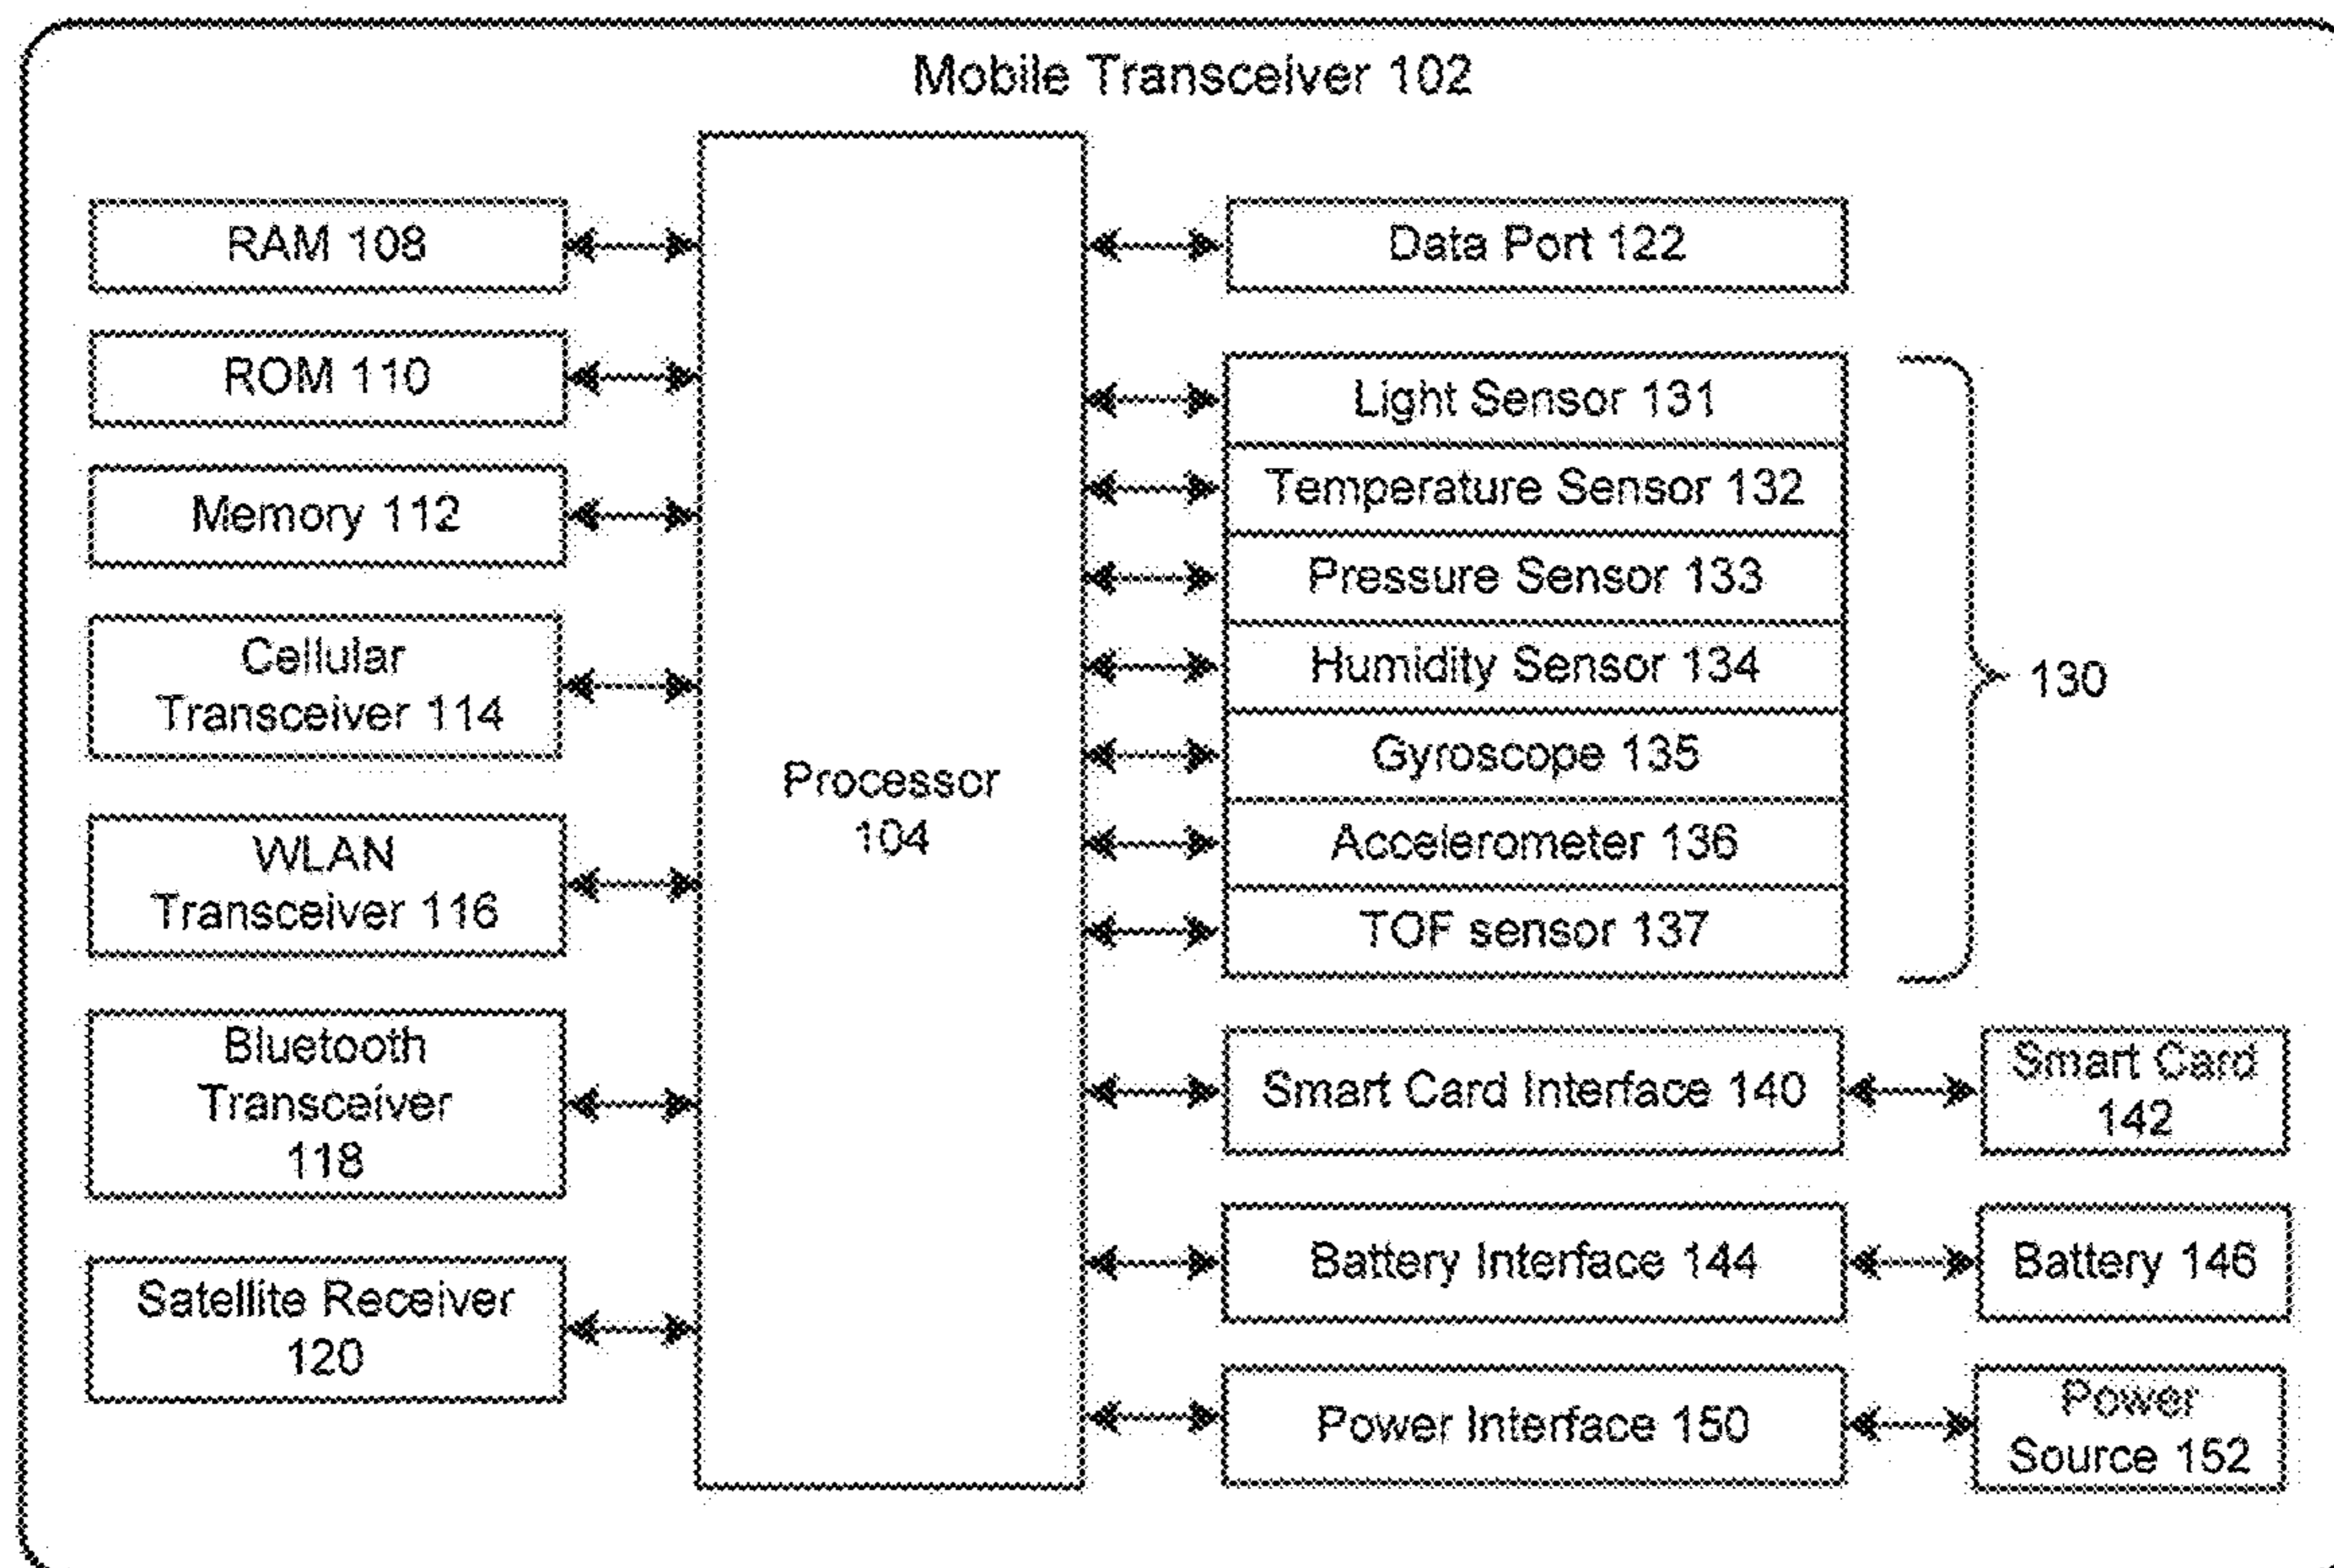 Mobile Transceiver 102
RAM 108
ROM 110
Memory 112
Cellular
Transceiver 114
WLAN
Transceiver 116
Bluetooth
Transceiver
118
Satellite Receiver
120
Processor
104
Data Port 122
Light Sensor 131
Temperature Sensor 132
Pressure Sensor 133
Humidity Sensor 134
Gyroscope 135
Accelerometer 136
TOF sensor 137
130
Smart Card Interface 140
Smart Card
142
Battery Interface 144
Battery 146
Power Interface 150
Power
Source 152